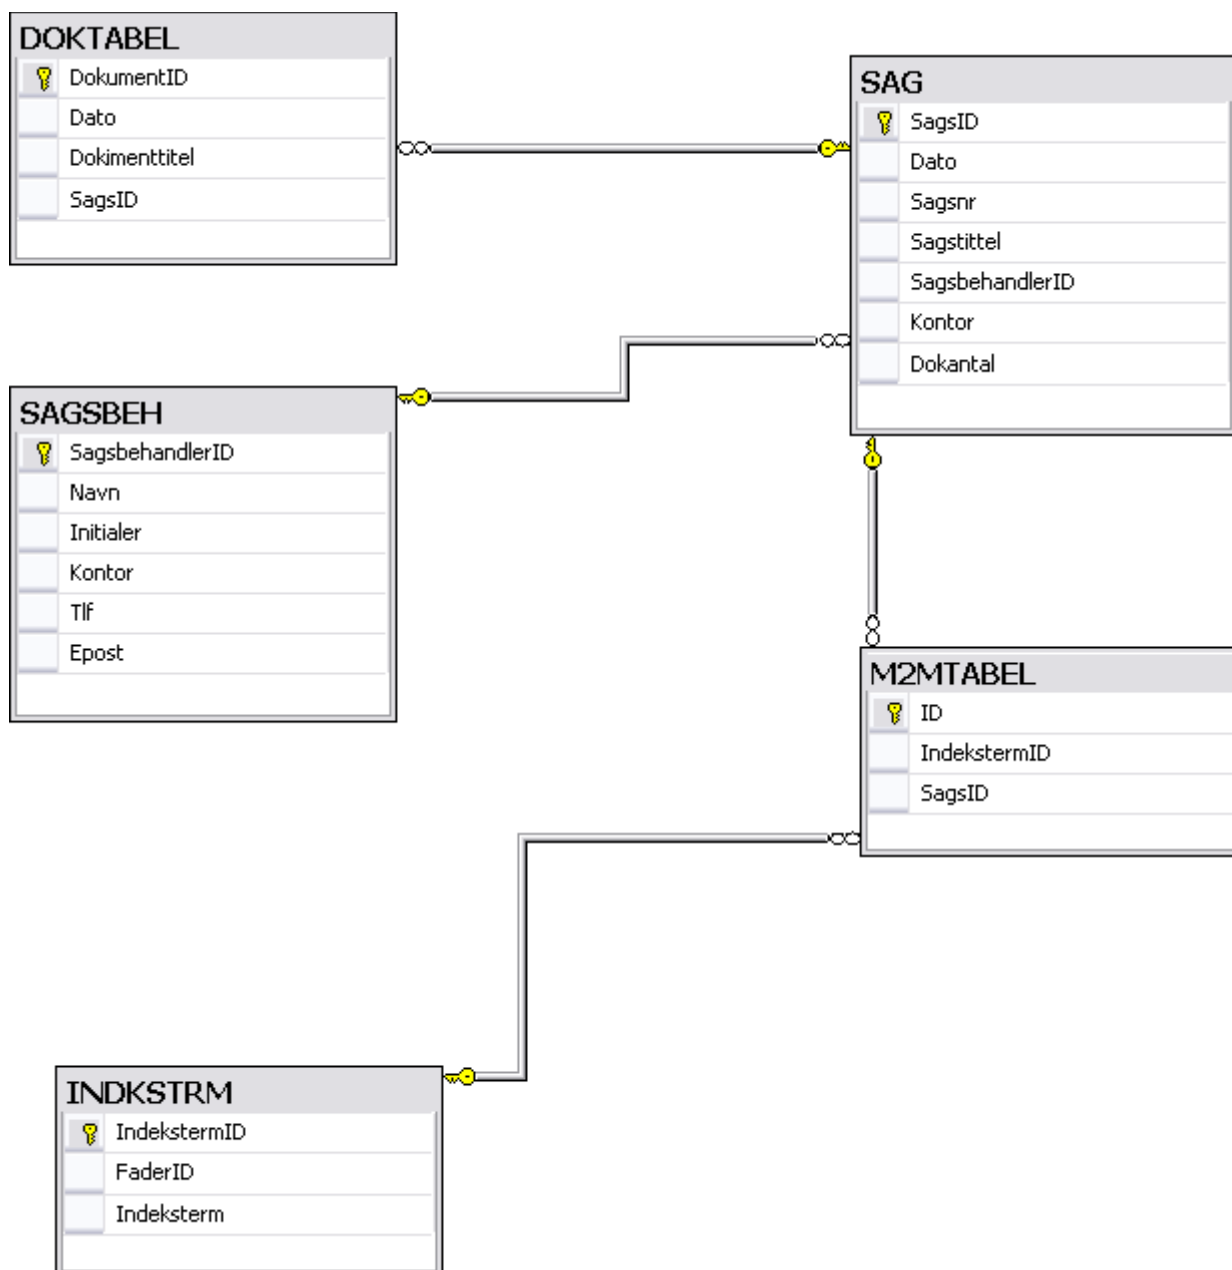 DOKTABEL
DokumentID
Dato
Dokimenttitel
SagsID
SAG
SagsID
Dato
Sagsnr
Sagstittel
SagsbehandlerID
Kontor
Dokantal
SAGSBEH
SagsbehandlerID
Navn
Initialer
Kontor
Tlf
Epost
M2MTABEL
ID
IndekstermID
SagsID
INDKSTRM
IndekstermID
FaderID
Indeksterm